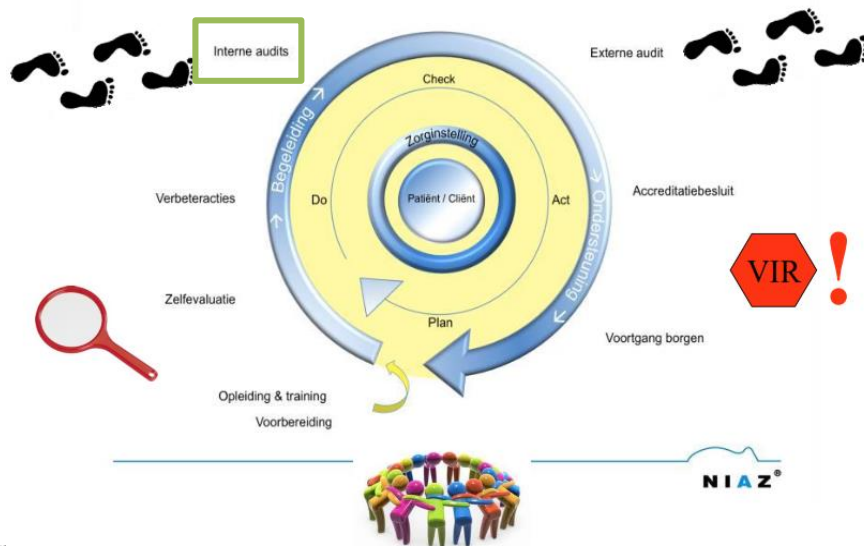 Interne audits
Externe audit
Check
→ Begeleiding →
Zorginstelling
→ Ondersteuning →
Verbeteracties
Do
Patiënt / Cliënt
Act
Accreditatiebesluit
VIR !
Zelfevaluatie
Plan
Voortgang borgen
Opleiding & training
Voorbereiding
NIAZ®